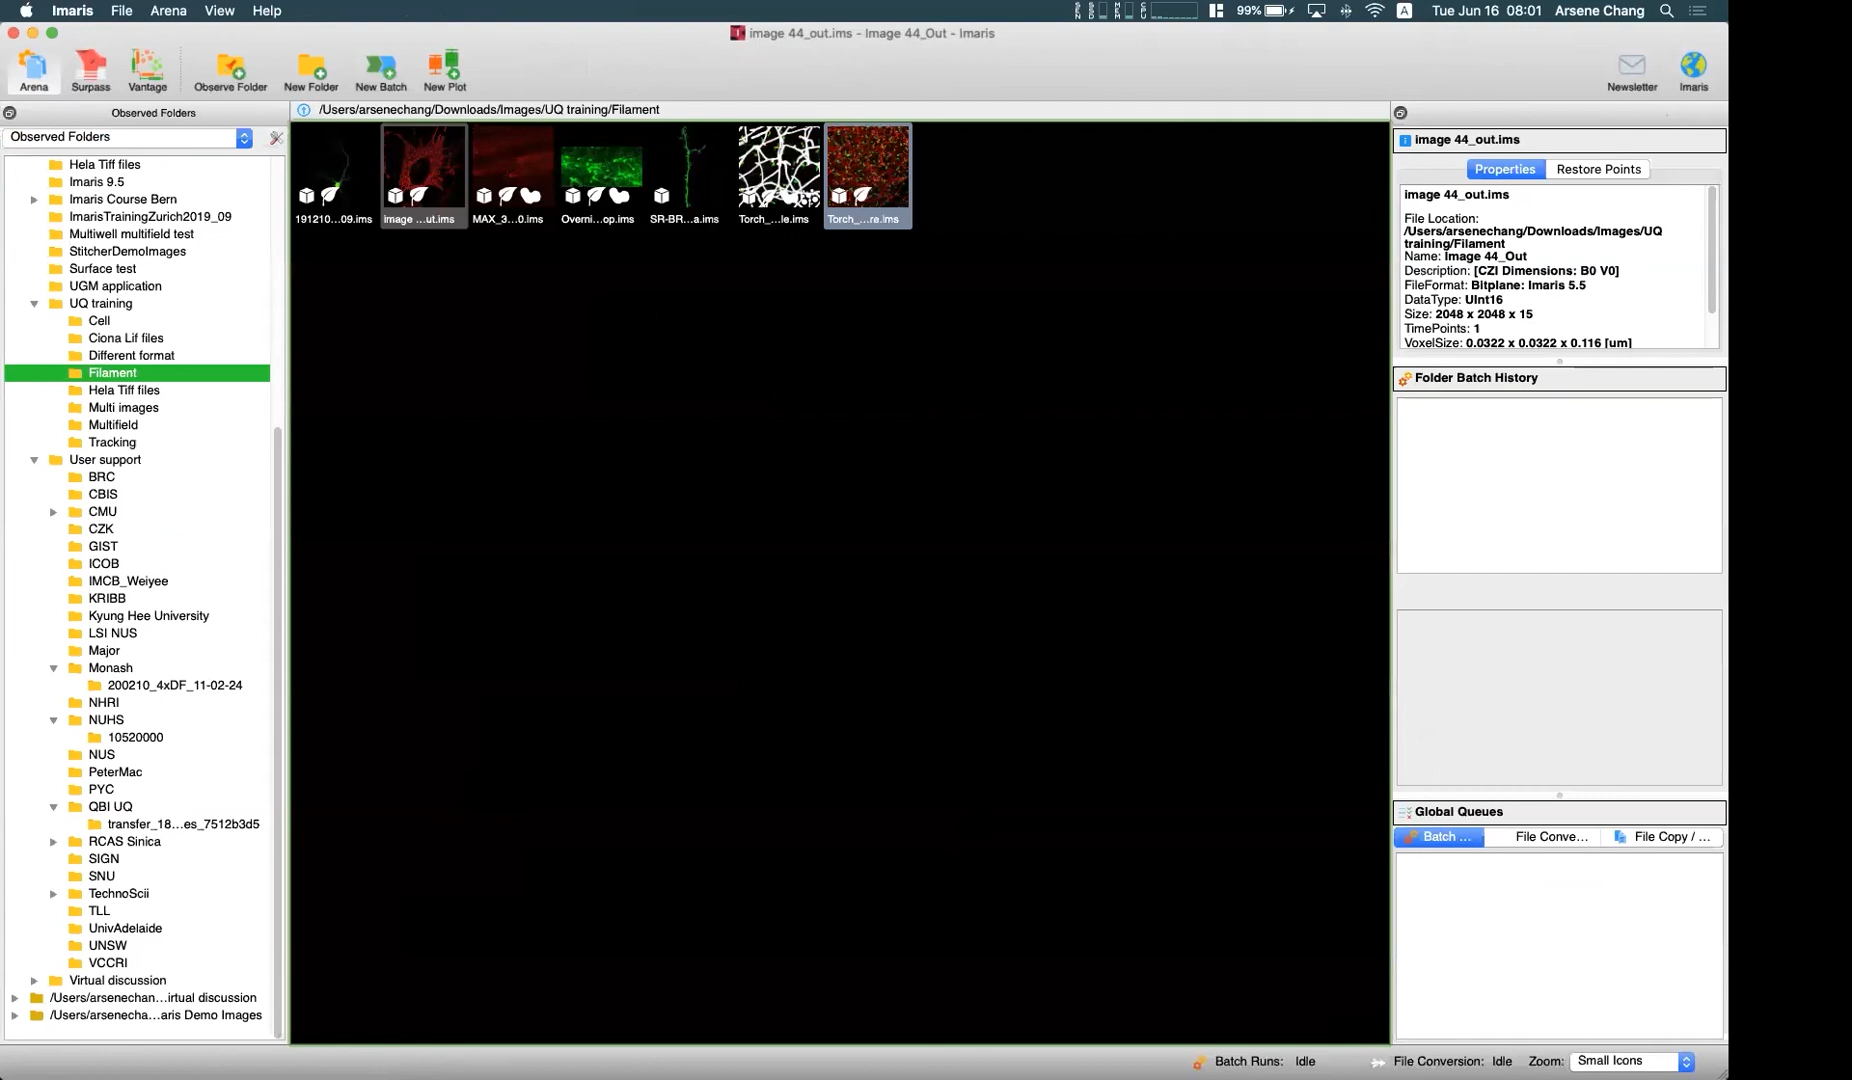 Imaris File Arena View Help
99% A Tue Jun 16 08:01 Arsene Chang
image 44_out.ims - Image 44_Out - Imaris
Arena Surpass Vantage Observe Folder New Folder New Batch New Plot Newsletter Imaris
Observed Folders
/Users/arsenechang/Downloads/Images/UQ training/Filament
Observed Folders
Hela Tiff files
Imaris 9.5
Imaris Course Bern
ImarisTrainingZurich2019_09
Multiwell multifield test
StitcherDemoImages
Surface test
UGM application
UQ training
Cell
Ciona Lif files
Different format
Filament
Hela Tiff files
Multi images
Multifield
Tracking
User support
BRC
CBIS
CMU
CZK
GIST
ICOB
IMCB_Weiyee
KRIBB
Kyung Hee University
LSI NUS
Major
Monash
200210_4xDF_11-02-24
NHRI
NUHS
10520000
NUS
PeterMac
PYC
QBI UQ
transfer_18...es_7512b3d5
RCAS Sinica
SIGN
SNU
TechnoScii
TLL
UnivAdelaide
UNSW
VCCRI
Virtual discussion
/Users/arsenechan...irtual discussion
/Users/arsenecha...aris Demo Images
191210...09.ims image ...ut.ims MAX_3...0.ims Overni...op.ims SR-BR...a.ims Torch_...le.ims Torch_...re.ims
image 44_out.ims
Properties Restore Points
image 44_out.ims
File Location:
/Users/arsenechang/Downloads/Images/UQ
training/Filament
Name: Image 44_Out
Description: [CZI Dimensions: B0 V0]
FileFormat: Bitplane: Imaris 5.5
DataType: UInt16
Size: 2048 x 2048 x 15
TimePoints: 1
VoxelSize: 0.0322 x 0.0322 x 0.116 [um]
Folder Batch History
Global Queues
Batch ... File Conve... File Copy / ...
Batch Runs: Idle File Conversion: Idle Zoom: Small Icons